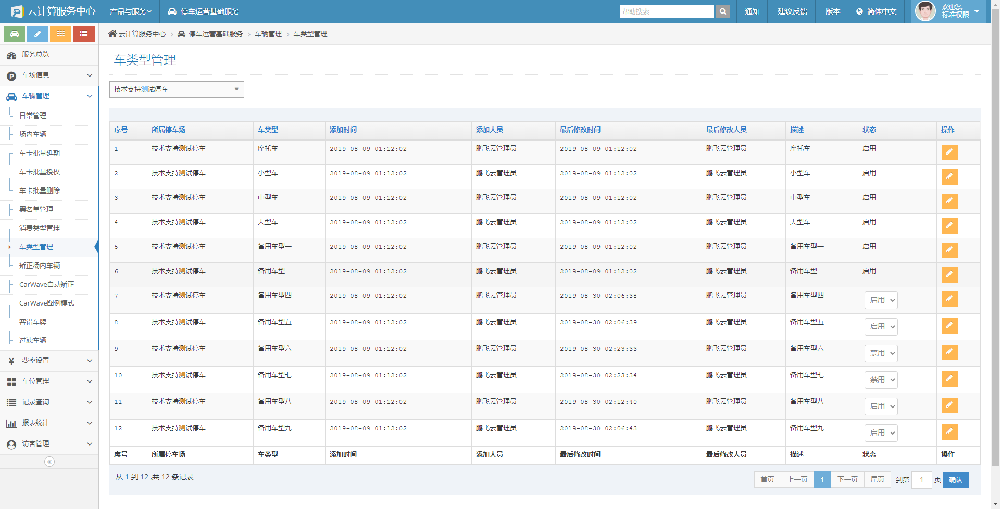 云计算服务中心 产品与服务 停车运营基础服务 帮助搜索 通知 建议反馈 版本 简体中文 欢迎您, 标准权限
云计算服务中心 停车运营基础服务 车辆管理 车类型管理
服务总览
车场信息
车辆管理
日常管理
场内车辆
车卡批量延期
车卡批量授权
车卡批量删除
黑名单管理
消费类型管理
车类型管理
矫正场内车辆
CarWave自动矫正
CarWave图例模式
容错车牌
过滤车辆
费率设置
车位管理
记录查询
报表统计
访客管理
车类型管理
技术支持测试停车
序号 所属停车场 车类型 添加时间 添加人员 最后修改时间 最后修改人员 描述 状态 操作
1 技术支持测试停车 摩托车 2019-08-09 01:12:02 鹏飞云管理员 2019-08-09 01:12:02 鹏飞云管理员 摩托车 启用
2 技术支持测试停车 小型车 2019-08-09 01:12:02 鹏飞云管理员 2019-08-09 01:12:02 鹏飞云管理员 小型车 启用
3 技术支持测试停车 中型车 2019-08-09 01:12:02 鹏飞云管理员 2019-08-09 01:12:02 鹏飞云管理员 中型车 启用
4 技术支持测试停车 大型车 2019-08-09 01:12:02 鹏飞云管理员 2019-08-09 01:12:02 鹏飞云管理员 大型车 启用
5 技术支持测试停车 备用车型一 2019-08-09 01:12:02 鹏飞云管理员 2019-08-09 01:12:02 鹏飞云管理员 备用车型一 启用
6 技术支持测试停车 备用车型二 2019-08-09 01:12:02 鹏飞云管理员 2019-08-09 01:12:02 鹏飞云管理员 备用车型二 启用
7 技术支持测试停车 备用车型四 2019-08-09 01:12:02 鹏飞云管理员 2019-08-30 02:06:38 鹏飞云管理员 备用车型四 启用
8 技术支持测试停车 备用车型五 2019-08-09 01:12:02 鹏飞云管理员 2019-08-30 02:06:39 鹏飞云管理员 备用车型五 启用
9 技术支持测试停车 备用车型六 2019-08-09 01:12:02 鹏飞云管理员 2019-08-30 02:23:33 鹏飞云管理员 备用车型六 禁用
10 技术支持测试停车 备用车型七 2019-08-09 01:12:02 鹏飞云管理员 2019-08-30 02:23:34 鹏飞云管理员 备用车型七 禁用
11 技术支持测试停车 备用车型八 2019-08-09 01:12:02 鹏飞云管理员 2019-08-30 02:12:40 鹏飞云管理员 备用车型八 启用
12 技术支持测试停车 备用车型九 2019-08-09 01:12:02 鹏飞云管理员 2019-08-30 02:06:43 鹏飞云管理员 备用车型九 启用
序号 所属停车场 车类型 添加时间 添加人员 最后修改时间 最后修改人员 描述 状态 操作
从 1 到 12 ,共 12 条记录 首页 上一页 1 下一页 尾页 到第 1 页 确认